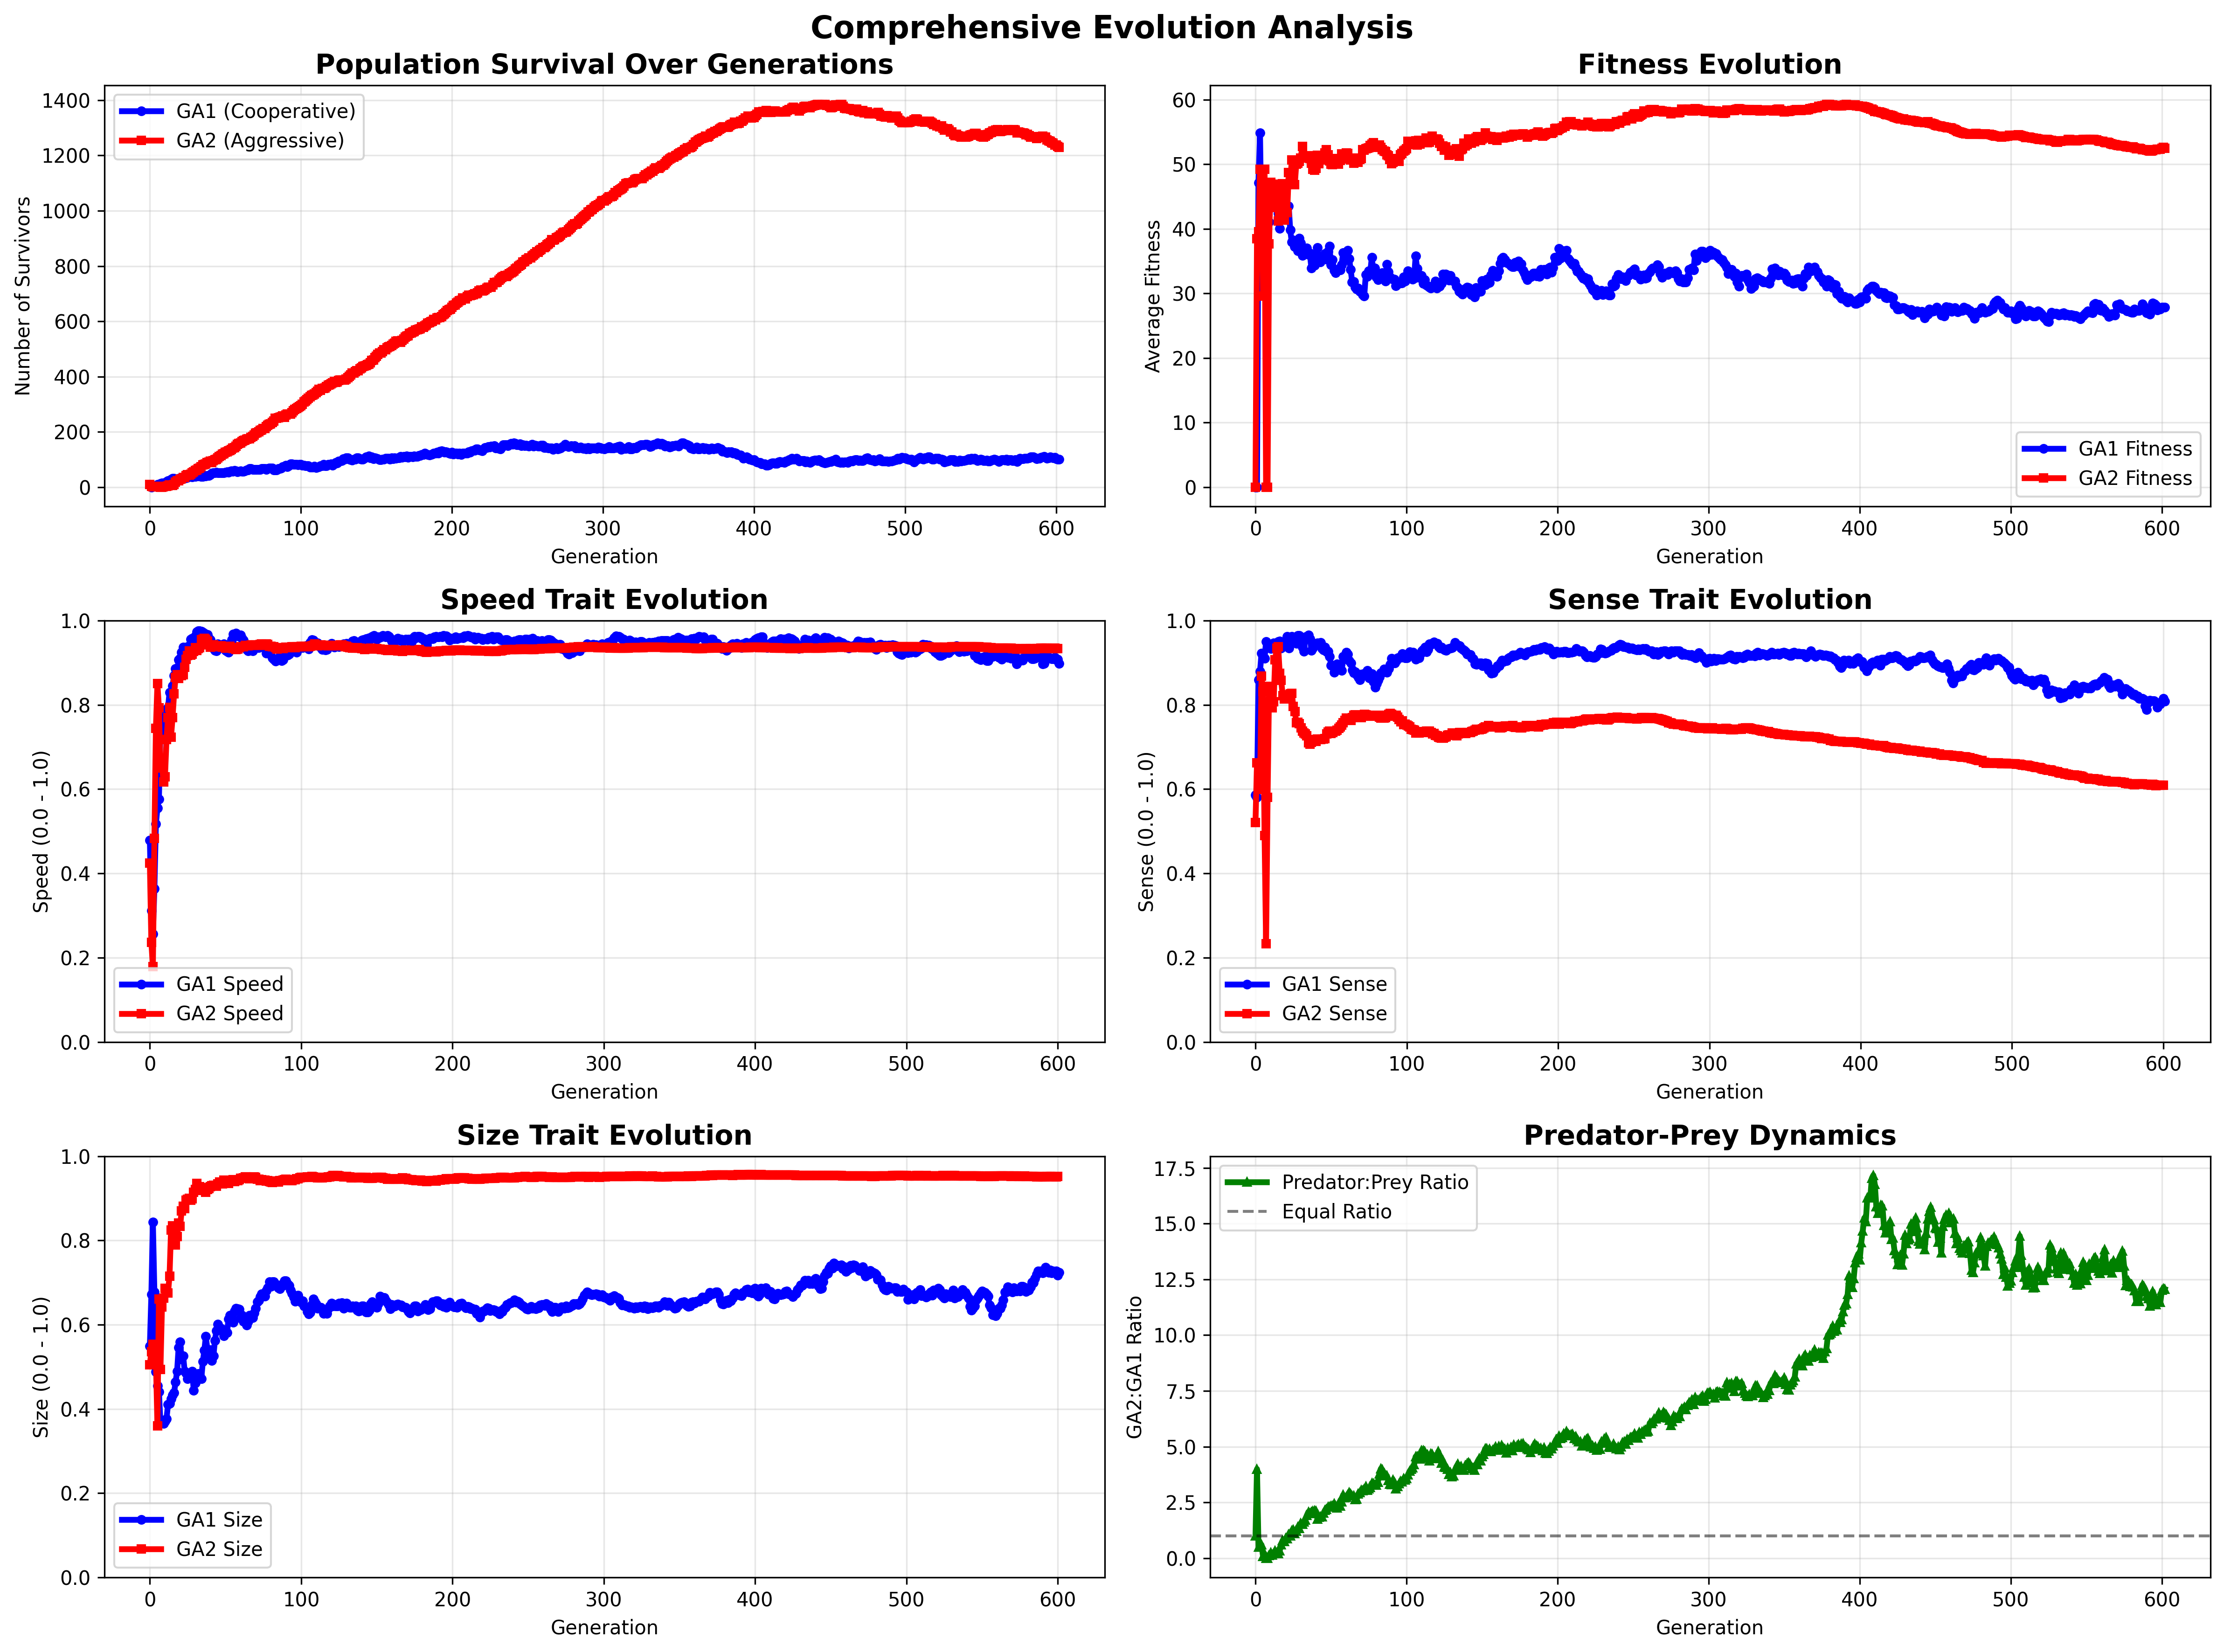 Comprehensive Evolution Analysis
Population Survival Over Generations
Number of Survivors
1400
1200
1000
800
600
400
200
0
GA1 (Cooperative)
GA2 (Aggressive)
0 100 200 300 400 500 600
Generation
Fitness Evolution
Average Fitness
60
50
40
30
20
10
0
GA1 Fitness
GA2 Fitness
0 100 200 300 400 500 600
Generation
Speed Trait Evolution
Speed (0.0 - 1.0)
1.0
0.8
0.6
0.4
0.2
0.0
GA1 Speed
GA2 Speed
0 100 200 300 400 500 600
Generation
Sense Trait Evolution
Sense (0.0 - 1.0)
1.0
0.8
0.6
0.4
0.2
0.0
GA1 Sense
GA2 Sense
0 100 200 300 400 500 600
Generation
Size Trait Evolution
Size (0.0 - 1.0)
1.0
0.8
0.6
0.4
0.2
0.0
GA1 Size
GA2 Size
0 100 200 300 400 500 600
Generation
Predator-Prey Dynamics
GA2:GA1 Ratio
17.5
15.0
12.5
10.0
7.5
5.0
2.5
0.0
Predator:Prey Ratio
Equal Ratio
0 100 200 300 400 500 600
Generation